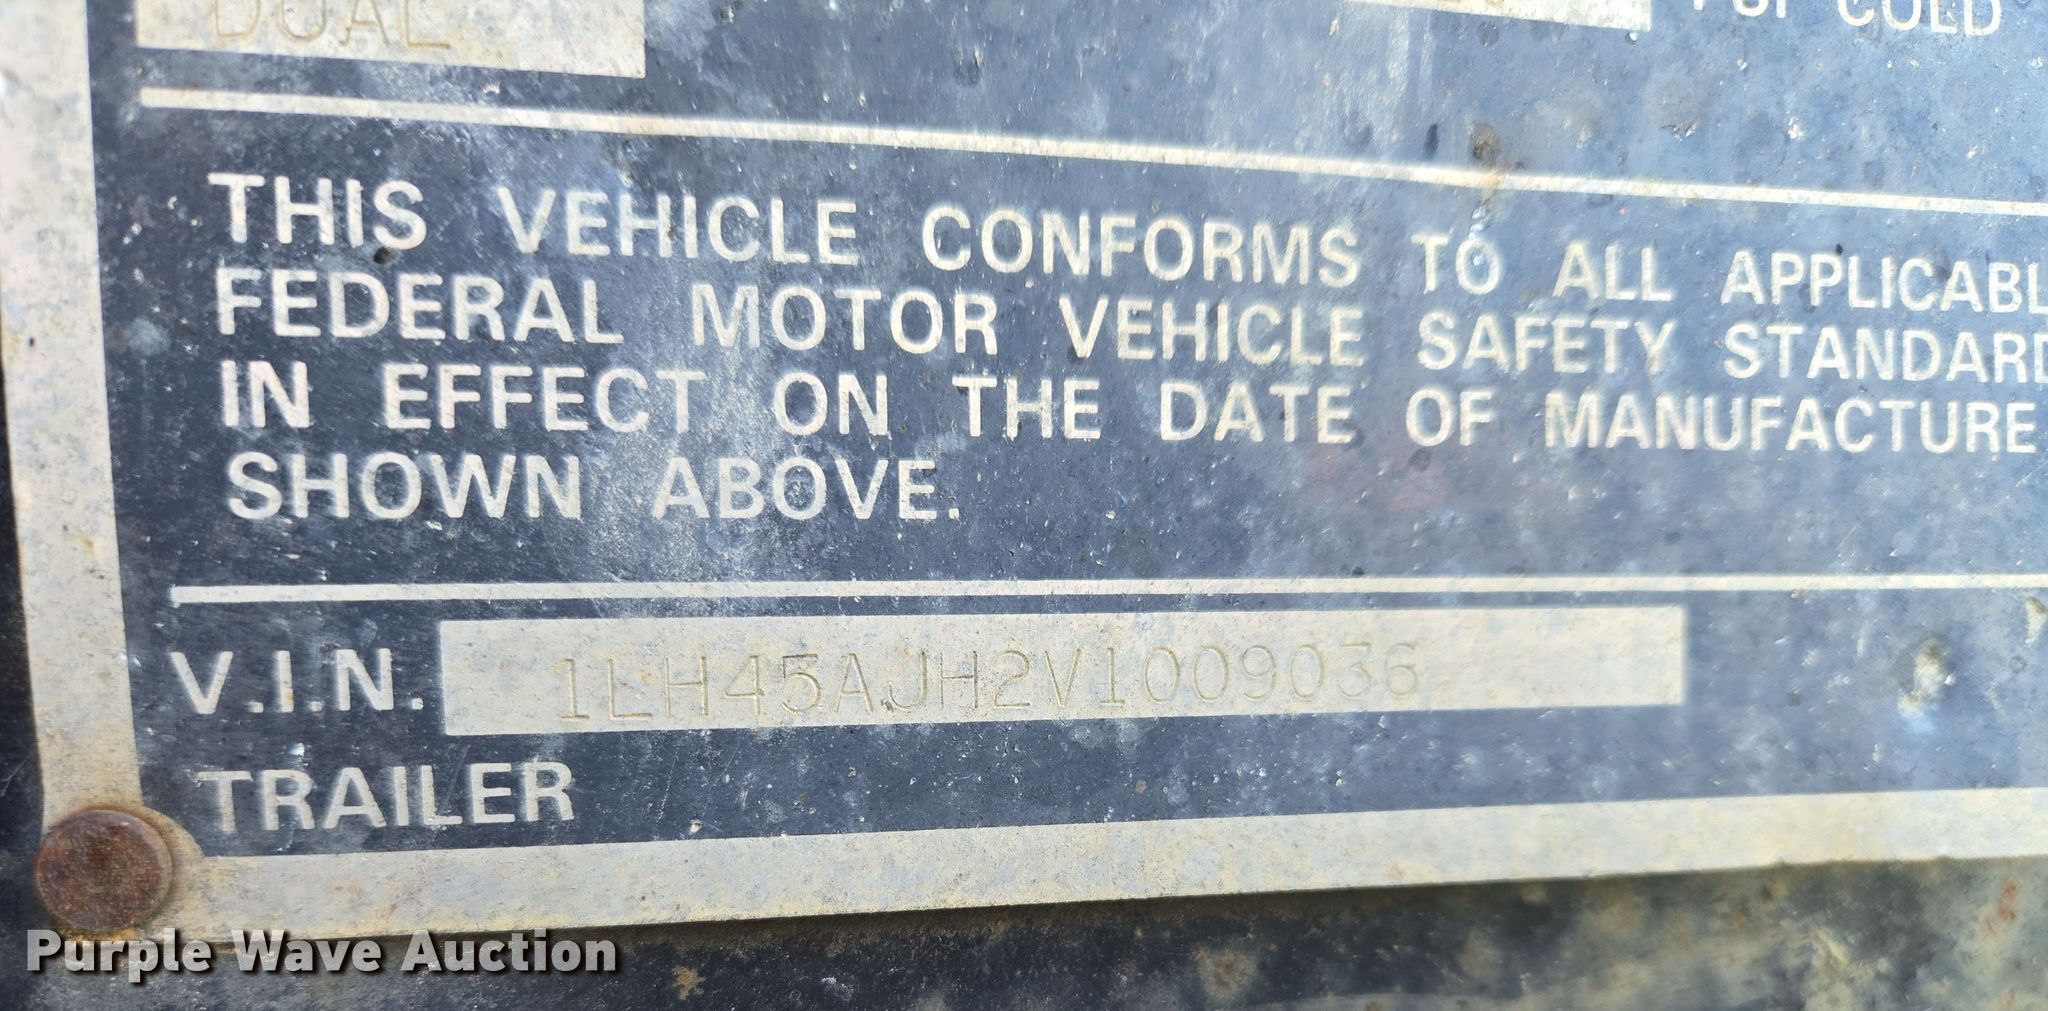 DUAL
PSI COLD
THIS VEHICLE CONFORMS TO ALL APPLICABL
FEDERAL MOTOR VEHICLE SAFETY STANDARD
IN EFFECT ON THE DATE OF MANUFACTURE
SHOWN ABOVE.
V.I.N. 1LH45AJH2V1009036
TRAILER
Purple Wave Auction